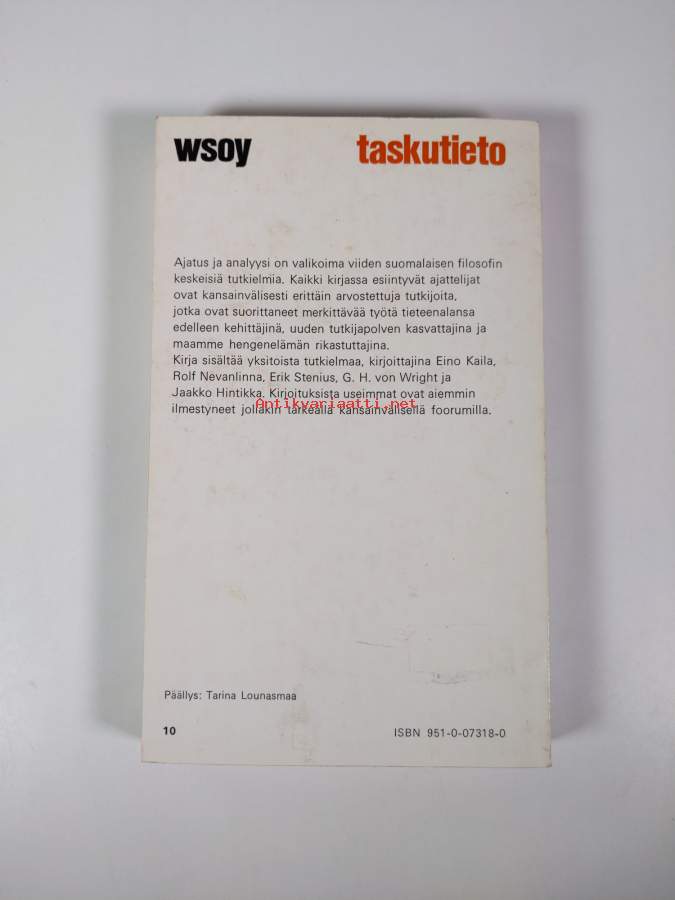 wsoy taskutieto
Ajatus ja analyysi on valikoima viiden suomalaisen filosofin
keskeisiä tutkielmia. Kaikki kirjassa esiintyvät ajattelijat
ovat kansainvälisesti erittäin arvostettuja tutkijoita,
jotka ovat suorittaneet merkittävää työtä tieteenalansa
edelleen kehittäjinä, uuden tutkijapolven kasvattajina ja
maamme hengenelämän rikastuttajina.
Kirja sisältää yksitoista tutkielmaa, kirjoittajina Eino Kaila,
Rolf Nevanlinna, Erik Stenius, G. H. von Wright ja
Jaakko Hintikka. Kirjoituksista useimmat ovat aiemmin
Antikvariaatti.net
ilmestyneet jollakin tärkeällä kansainvälisellä foorumilla.
Päällys: Tarina Lounasmaa
10 ISBN 951-0-07318-0